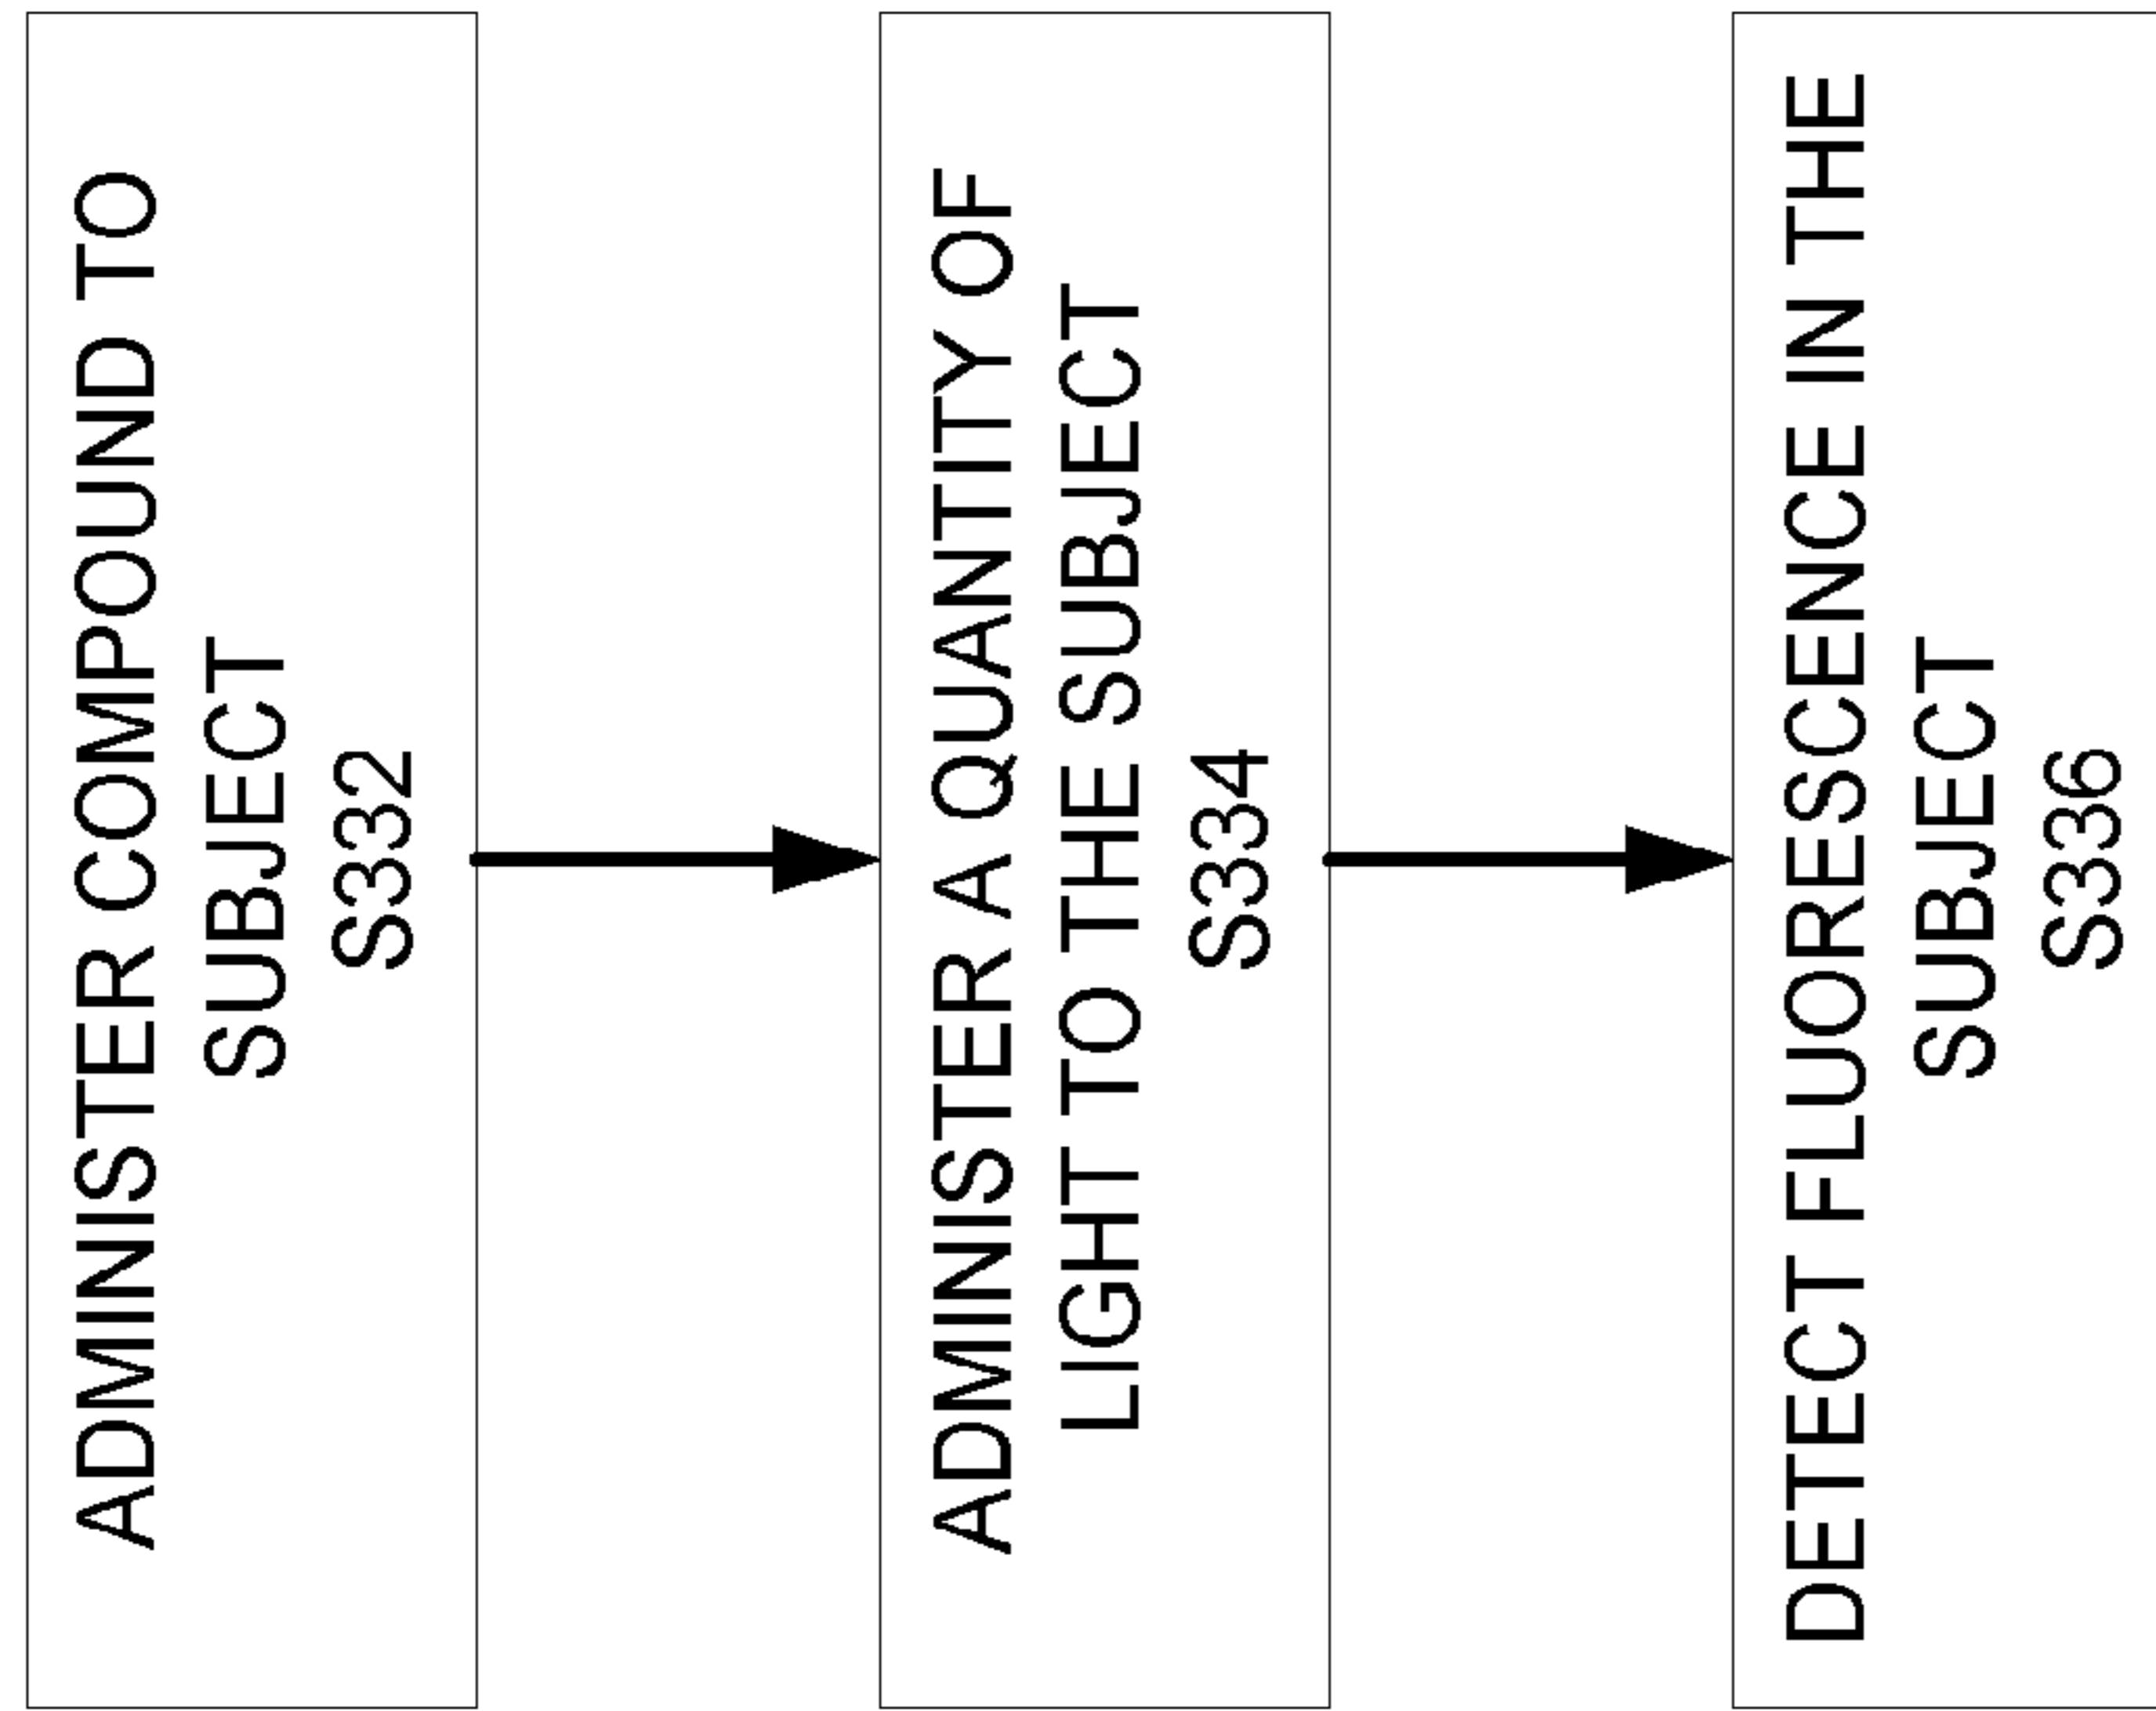 ADMINISTER COMPOUND TO
SUBJECT
S332
ADMINISTER A QUANTITY OF
LIGHT TO THE SUBJECT
S334
DETECT FLUORESCENCE IN THE
SUBJECT
S336